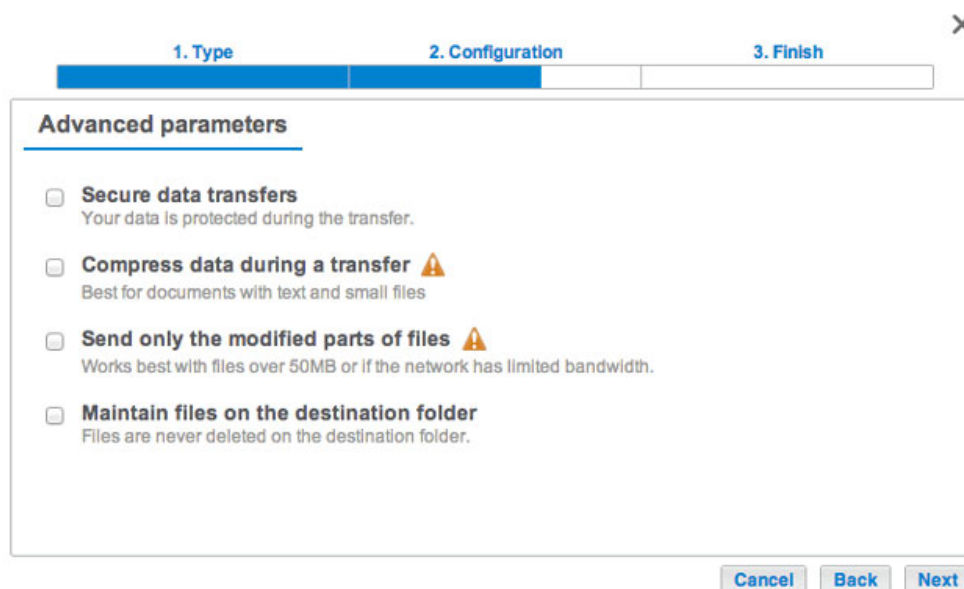 1. Type 2. Configuration 3. Finish
Advanced parameters
Secure data transfers
Your data is protected during the transfer.
Compress data during a transfer
Best for documents with text and small files
Send only the modified parts of files
Works best with files over 50MB or if the network has limited bandwidth.
Maintain files on the destination folder
Files are never deleted on the destination folder.
Cancel Back Next